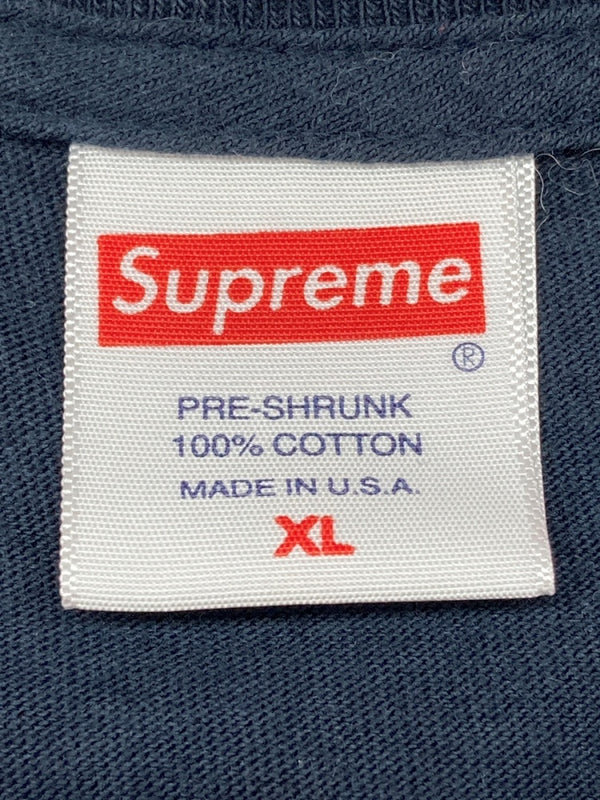 Supreme
®
PRE-SHRUNK
100% COTTON
MADE IN U.S.A.
XL